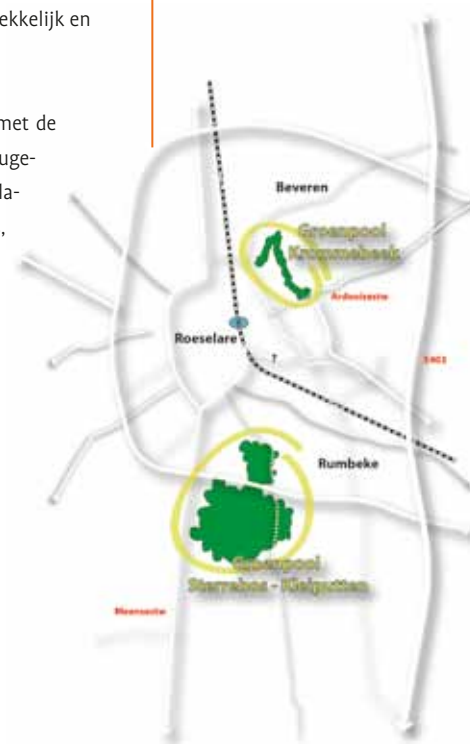 ekkelijk en
met de
uge-
la-
,
Beveren
Groenpool
Krommebeek
Ardooisestw
Roeselare
?
E403
Rumbeke
Groenpool
Sterrebos - Kleiputten
Meensestw